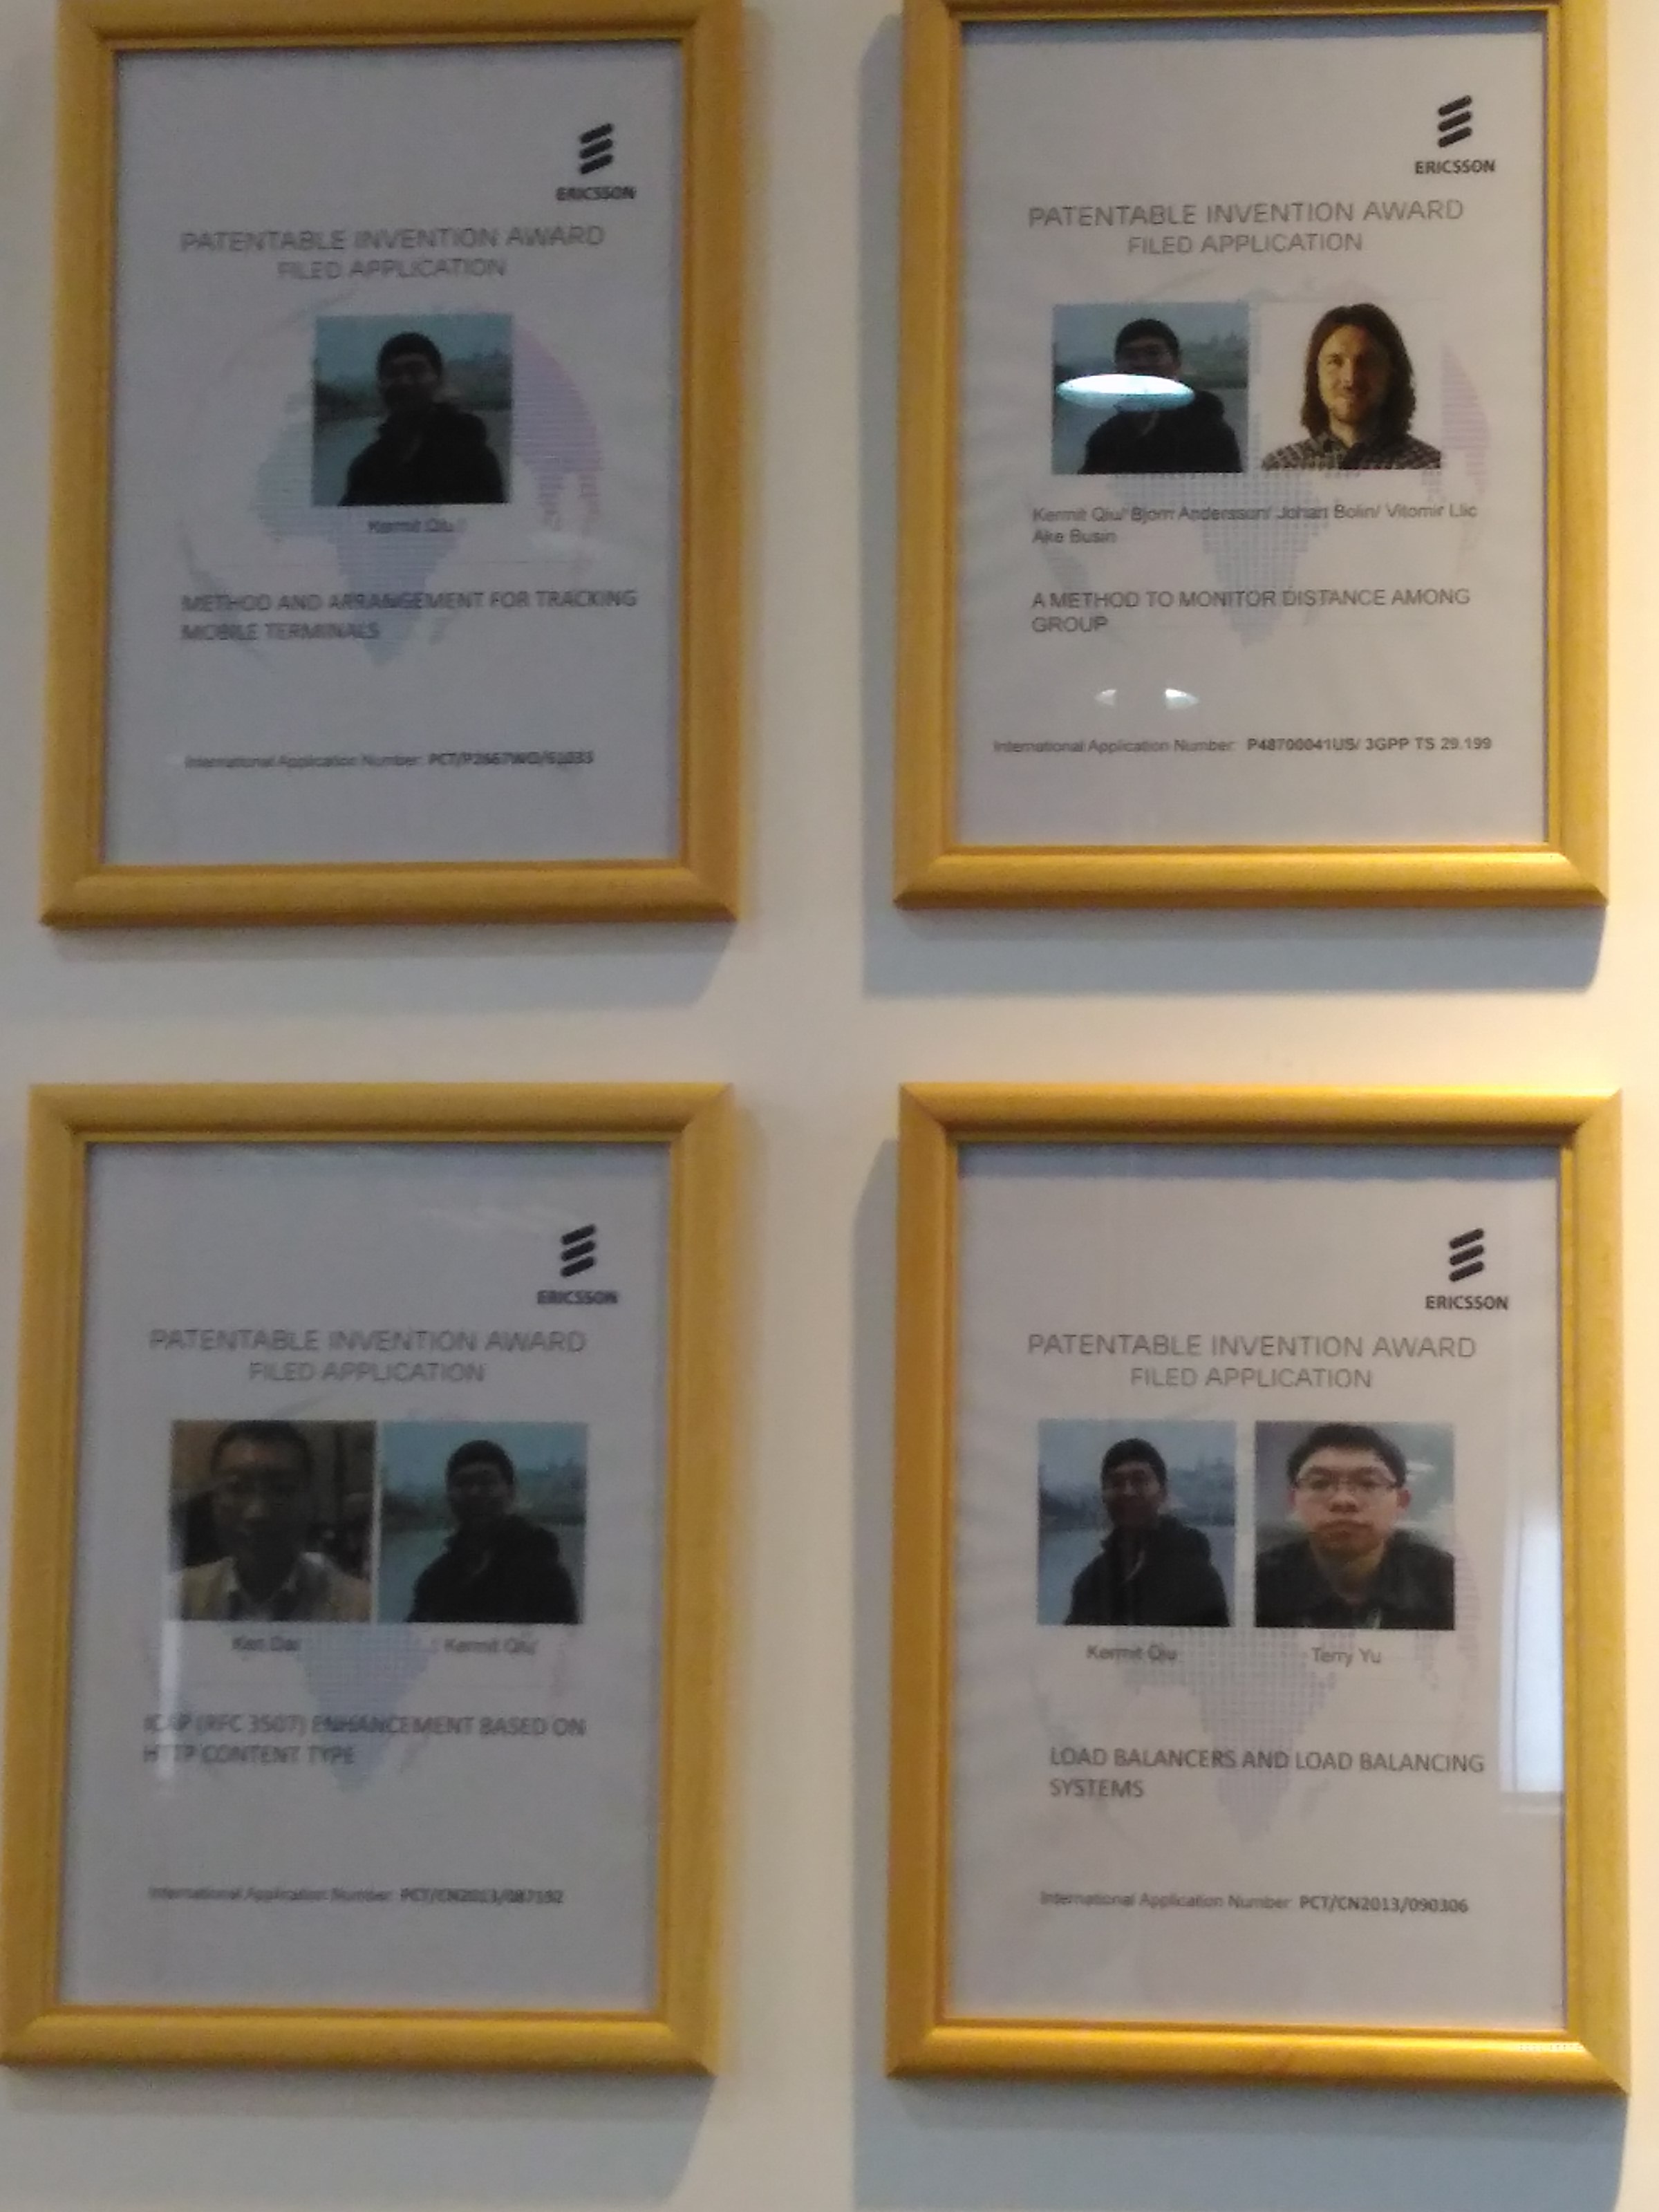 ERICSSON
PATENTABLE INVENTION AWARD
FILED APPLICATION
Kermit Qiu
METHOD AND ARRANGEMENT FOR TRACKING
MOBILE TERMINALS
International Application Number: PCT/P2667WO/61033
ERICSSON
PATENTABLE INVENTION AWARD
FILED APPLICATION
Kermit Qiu/ Bjorn Andersson/ Johan Bolin/ Vitomir Llic
Ake Busin
A METHOD TO MONITOR DISTANCE AMONG
GROUP
International Application Number: P48700041US/ 3GPP TS 29.199
ERICSSON
PATENTABLE INVENTION AWARD
FILED APPLICATION
Ken Dai Kermit Qiu
ICAP (RFC 3507) ENHANCEMENT BASED ON
HTTP CONTENT TYPE
International Application Number: PCT/CN2013/087192
ERICSSON
PATENTABLE INVENTION AWARD
FILED APPLICATION
Kermit Qiu Terry Yu
LOAD BALANCERS AND LOAD BALANCING
SYSTEMS
International Application Number: PCT/CN2013/090306